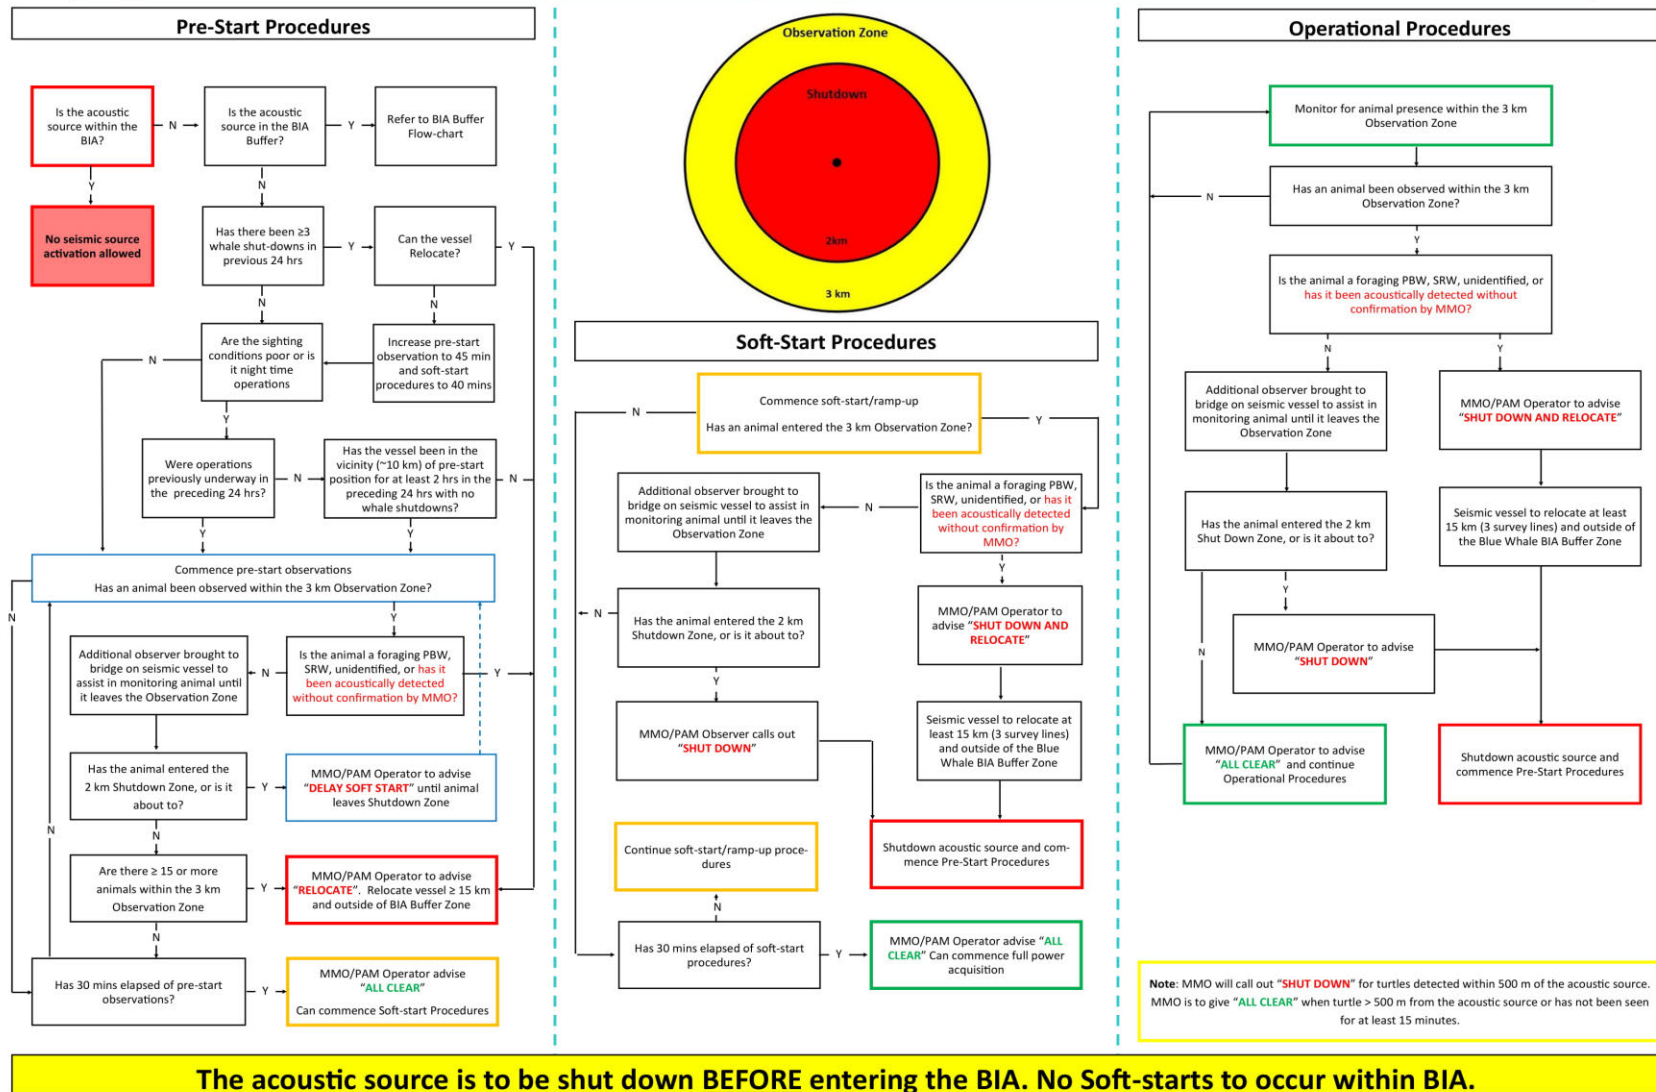 Pre-Start Procedures
Is the acoustic
source within the
BIA?
N
Is the acoustic
source in the BIA
Buffer?
Y
Refer to BIA Buffer
Flow-chart
Y
N
No seismic source
activation allowed
Has there been ≥3
whale shut-downs in
previous 24 hrs
Y
Can the vessel
Relocate?
Y
N
N
N
Are the sighting
conditions poor or is
it night time
operations
Increase pre-start
observation to 45 min
and soft-start
procedures to 40 mins
Y
Were operations
previously underway in
the preceding 24 hrs?
N
Has the vessel been in the
vicinity (~10 km) of pre-start
position for at least 2 hrs in the
preceding 24 hrs with no
whale shutdowns?
N
Y
Y
Commence pre-start observations
Has an animal been observed within the 3 km Observation Zone?
N
Y
Additional observer brought to
bridge on seismic vessel to
assist in monitoring animal until
it leaves the Observation Zone
N
Is the animal a foraging PBW,
SRW, unidentified, or has it
been acoustically detected
without confirmation by MMO?
Y
Has the animal entered the
2 km Shutdown Zone, or is it
about to?
Y
MMO/PAM Operator to advise
“DELAY SOFT START” until animal
leaves Shutdown Zone
N
N
Are there ≥ 15 or more
animals within the 3 km
Observation Zone
Y
MMO/PAM Operator to advise
“RELOCATE”. Relocate vessel ≥ 15 km
and outside of BIA Buffer Zone
N
Has 30 mins elapsed of pre-start
observations?
Y
MMO/PAM Operator advise
“ALL CLEAR”
Can commence Soft-start Procedures
Observation Zone
Shutdown
2km
3 km
Soft-Start Procedures
Commence soft-start/ramp-up
Has an animal entered the 3 km Observation Zone?
N
Y
Additional observer brought to
bridge on seismic vessel to assist in
monitoring animal until it leaves the
Observation Zone
N
Is the animal a foraging PBW,
SRW, unidentified, or has it
been acoustically detected
without confirmation by
MMO?
Y
N
Has the animal entered the 2 km
Shutdown Zone, or is it about to?
MMO/PAM Operator to
advise “SHUT DOWN AND
RELOCATE”
Y
MMO/PAM Observer calls out
“SHUT DOWN”
Seismic vessel to relocate at
least 15 km (3 survey lines)
and outside of the Blue
Whale BIA Buffer Zone
Continue soft-start/ramp-up proce-
dures
Shutdown acoustic source and com-
mence Pre-Start Procedures
N
Has 30 mins elapsed of soft-start
procedures?
Y
MMO/PAM Operator advise “ALL
CLEAR” Can commence full power
acquisition
Operational Procedures
Monitor for animal presence within the 3 km
Observation Zone
N
Has an animal been observed within the 3 km
Observation Zone?
Y
Is the animal a foraging PBW, SRW, unidentified, or
has it been acoustically detected without
confirmation by MMO?
N
Y
Additional observer brought to
bridge on seismic vessel to assist in
monitoring animal until it leaves the
Observation Zone
MMO/PAM Operator to advise
“SHUT DOWN AND RELOCATE”
Has the animal entered the 2 km
Shut Down Zone, or is it about to?
Seismic vessel to relocate at least
15 km (3 survey lines) and outside of
the Blue Whale BIA Buffer Zone
Y
N
MMO/PAM Operator to advise
“SHUT DOWN”
MMO/PAM Operator to advise
“ALL CLEAR” and continue
Operational Procedures
Shutdown acoustic source and
commence Pre-Start Procedures
Note: MMO will call out “SHUT DOWN” for turtles detected within 500 m of the acoustic source.
MMO is to give “ALL CLEAR” when turtle > 500 m from the acoustic source or has not been seen
for at least 15 minutes.
The acoustic source is to be shut down BEFORE entering the BIA. No Soft-starts to occur within BIA.